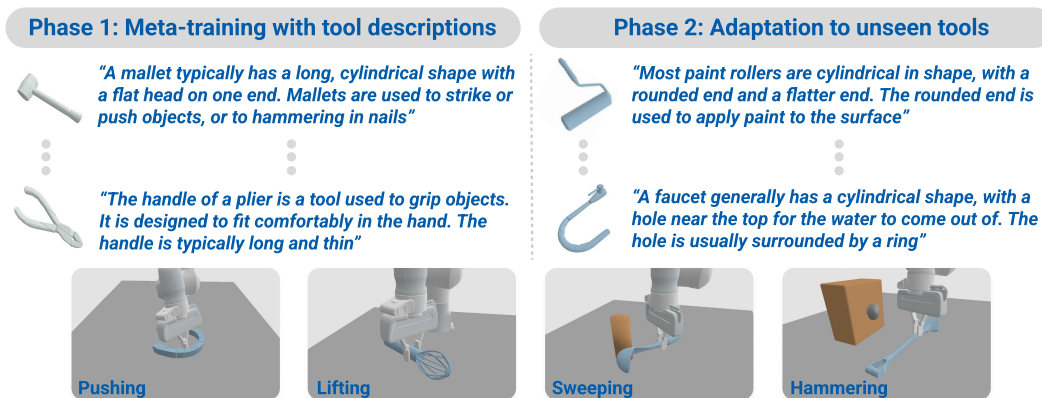 Phase 1: Meta-training with tool descriptions
“A mallet typically has a long, cylindrical shape with
a flat head on one end. Mallets are used to strike or
push objects, or to hammering in nails”
“The handle of a plier is a tool used to grip objects.
It is designed to fit comfortably in the hand. The
handle is typically long and thin”
Phase 2: Adaptation to unseen tools
“Most paint rollers are cylindrical in shape, with a
rounded end and a flatter end. The rounded end is
used to apply paint to the surface”
“A faucet generally has a cylindrical shape, with a
hole near the top for the water to come out of. The
hole is usually surrounded by a ring”
Pushing
Lifting
Sweeping
Hammering